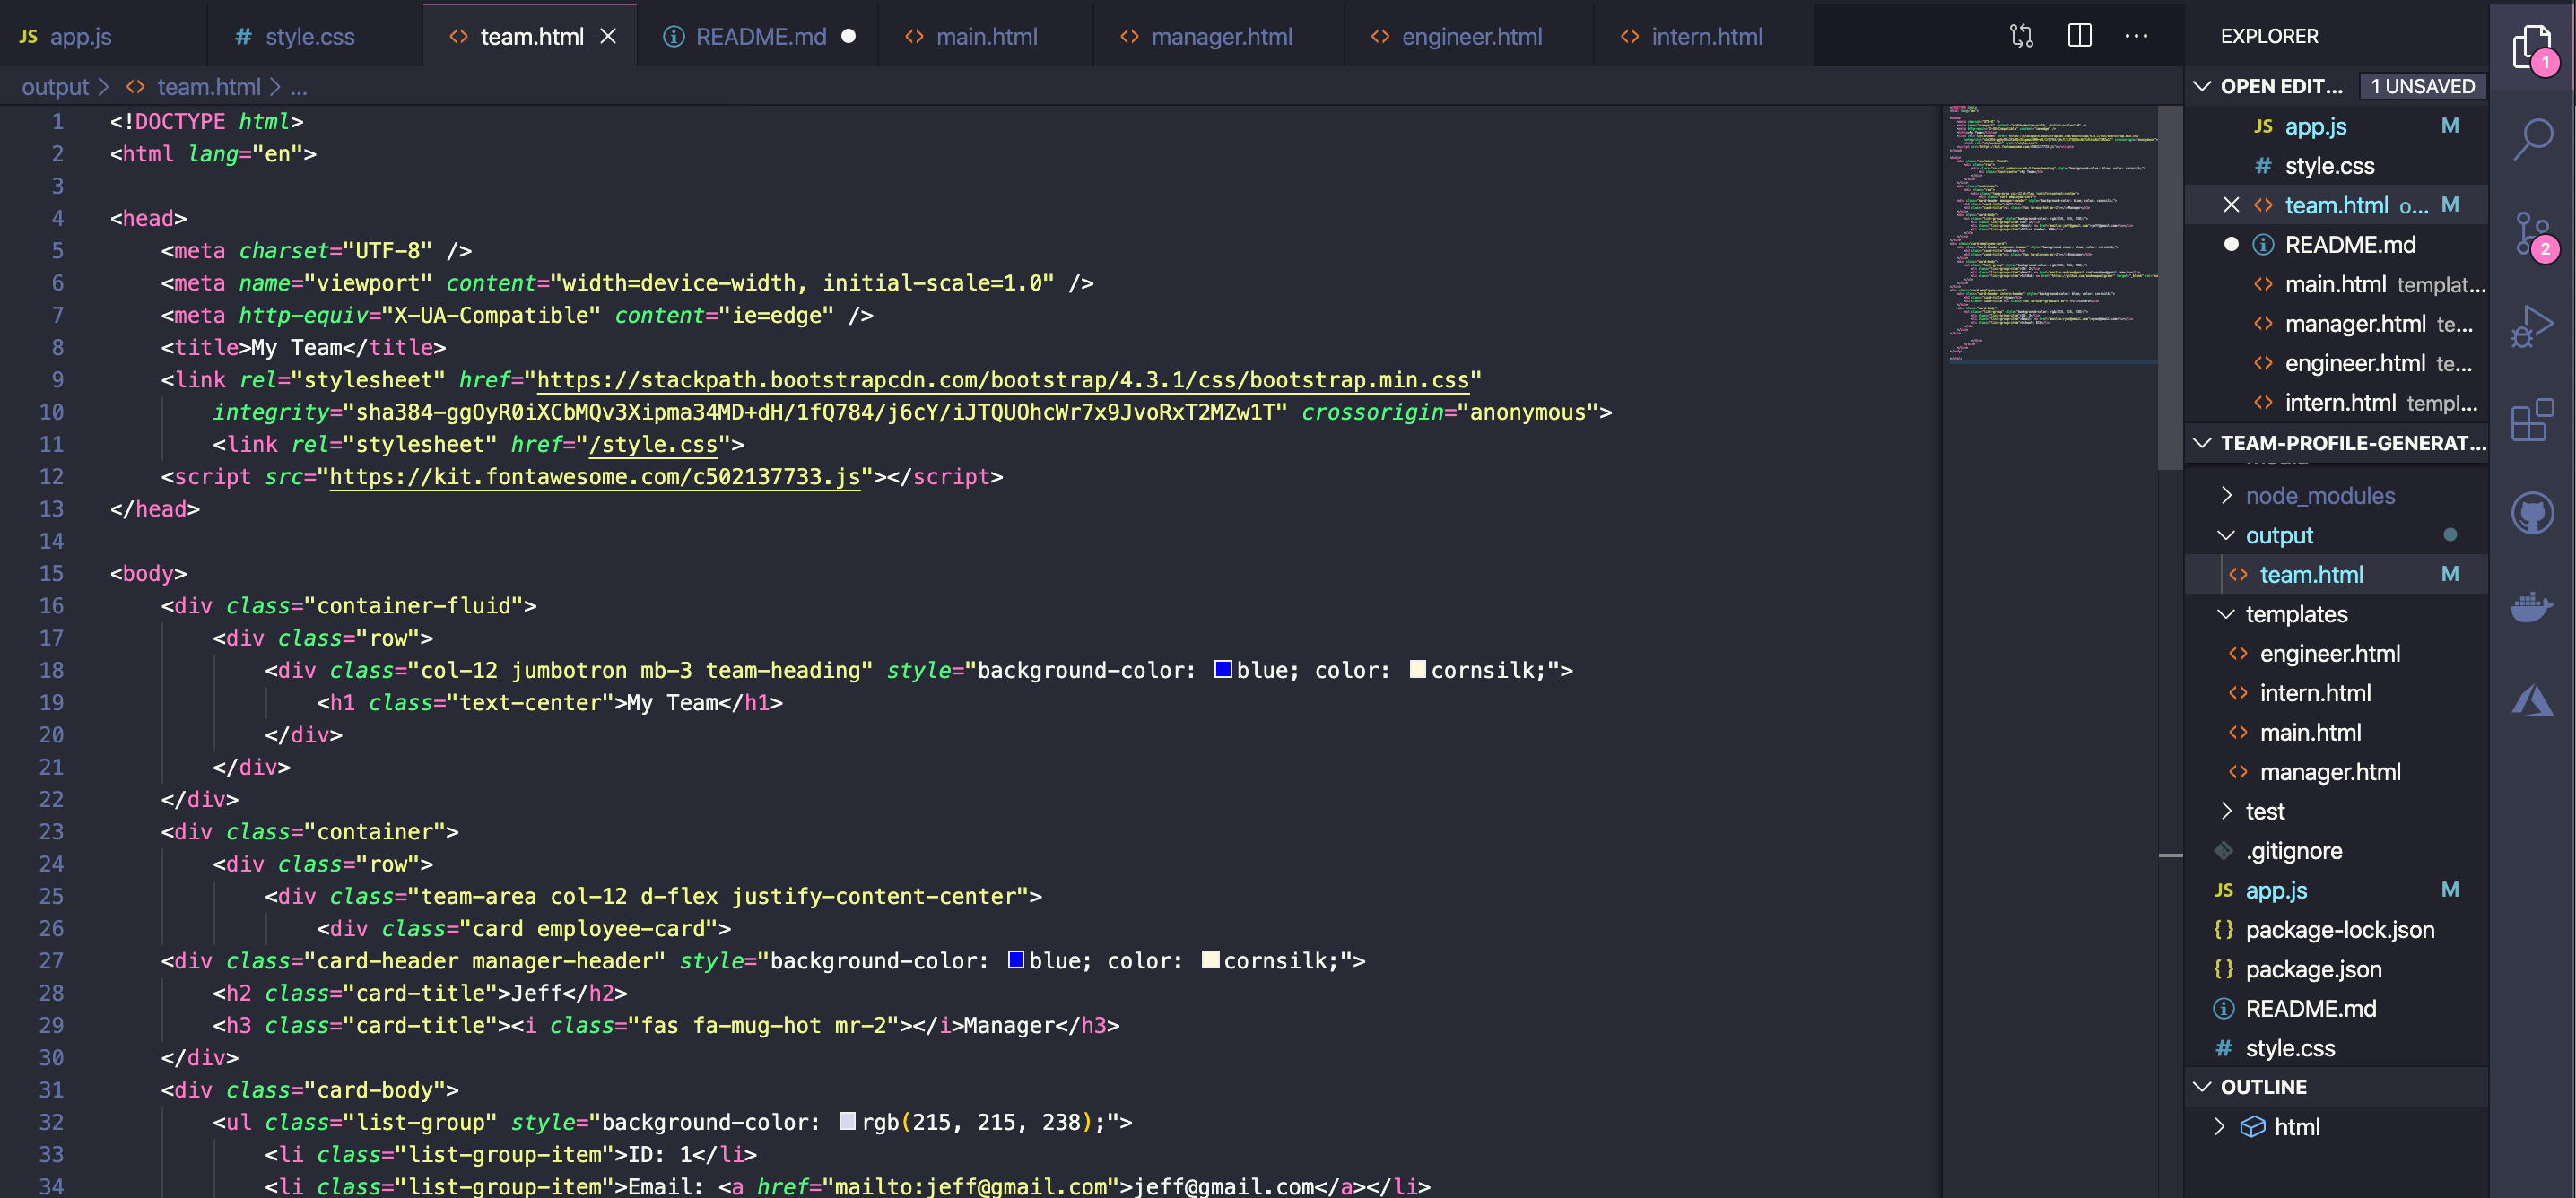 app.js
style.css
team.html
README.md
main.html
manager.html
engineer.html
intern.html
output > team.html > ...
1 <!DOCTYPE html>
2 <html lang="en">
3
4 <head>
5 <meta charset="UTF-8" />
6 <meta name="viewport" content="width=device-width, initial-scale=1.0" />
7 <meta http-equiv="X-UA-Compatible" content="ie=edge" />
8 <title>My Team</title>
9 <link rel="stylesheet" href="https://stackpath.bootstrapcdn.com/bootstrap/4.3.1/css/bootstrap.min.css"
10 integrity="sha384-ggOyR0iXCbMQv3Xipma34MD+dH/1fQ784/j6cY/iJTQUOhcWr7x9JvoRxT2MZw1T" crossorigin="anonymous">
11 <link rel="stylesheet" href="/style.css">
12 <script src="https://kit.fontawesome.com/c502137733.js"></script>
13 </head>
14
15 <body>
16 <div class="container-fluid">
17 <div class="row">
18 <div class="col-12 jumbotron mb-3 team-heading" style="background-color: blue; color: cornsilk;">
19 <h1 class="text-center">My Team</h1>
20 </div>
21 </div>
22 </div>
23 <div class="container">
24 <div class="row">
25 <div class="team-area col-12 d-flex justify-content-center">
26 <div class="card employee-card">
27 <div class="card-header manager-header" style="background-color: blue; color: cornsilk;">
28 <h2 class="card-title">Jeff</h2>
29 <h3 class="card-title"><i class="fas fa-mug-hot mr-2"></i>Manager</h3>
30 </div>
31 <div class="card-body">
32 <ul class="list-group" style="background-color: rgb(215, 215, 238);">
33 <li class="list-group-item">ID: 1</li>
34 <li class="list-group-item">Email: <a href="mailto:jeff@gmail.com">jeff@gmail.com</a></li>
EXPLORER
OPEN EDIT... 1 UNSAVED
JS app.js M
# style.css
team.html o... M
README.md
main.html templat...
manager.html te...
engineer.html te...
intern.html templ...
TEAM-PROFILE-GENERAT...
node_modules
output
team.html M
templates
engineer.html
intern.html
main.html
manager.html
test
.gitignore
JS app.js M
{} package-lock.json
{} package.json
README.md
# style.css
OUTLINE
html
1
2